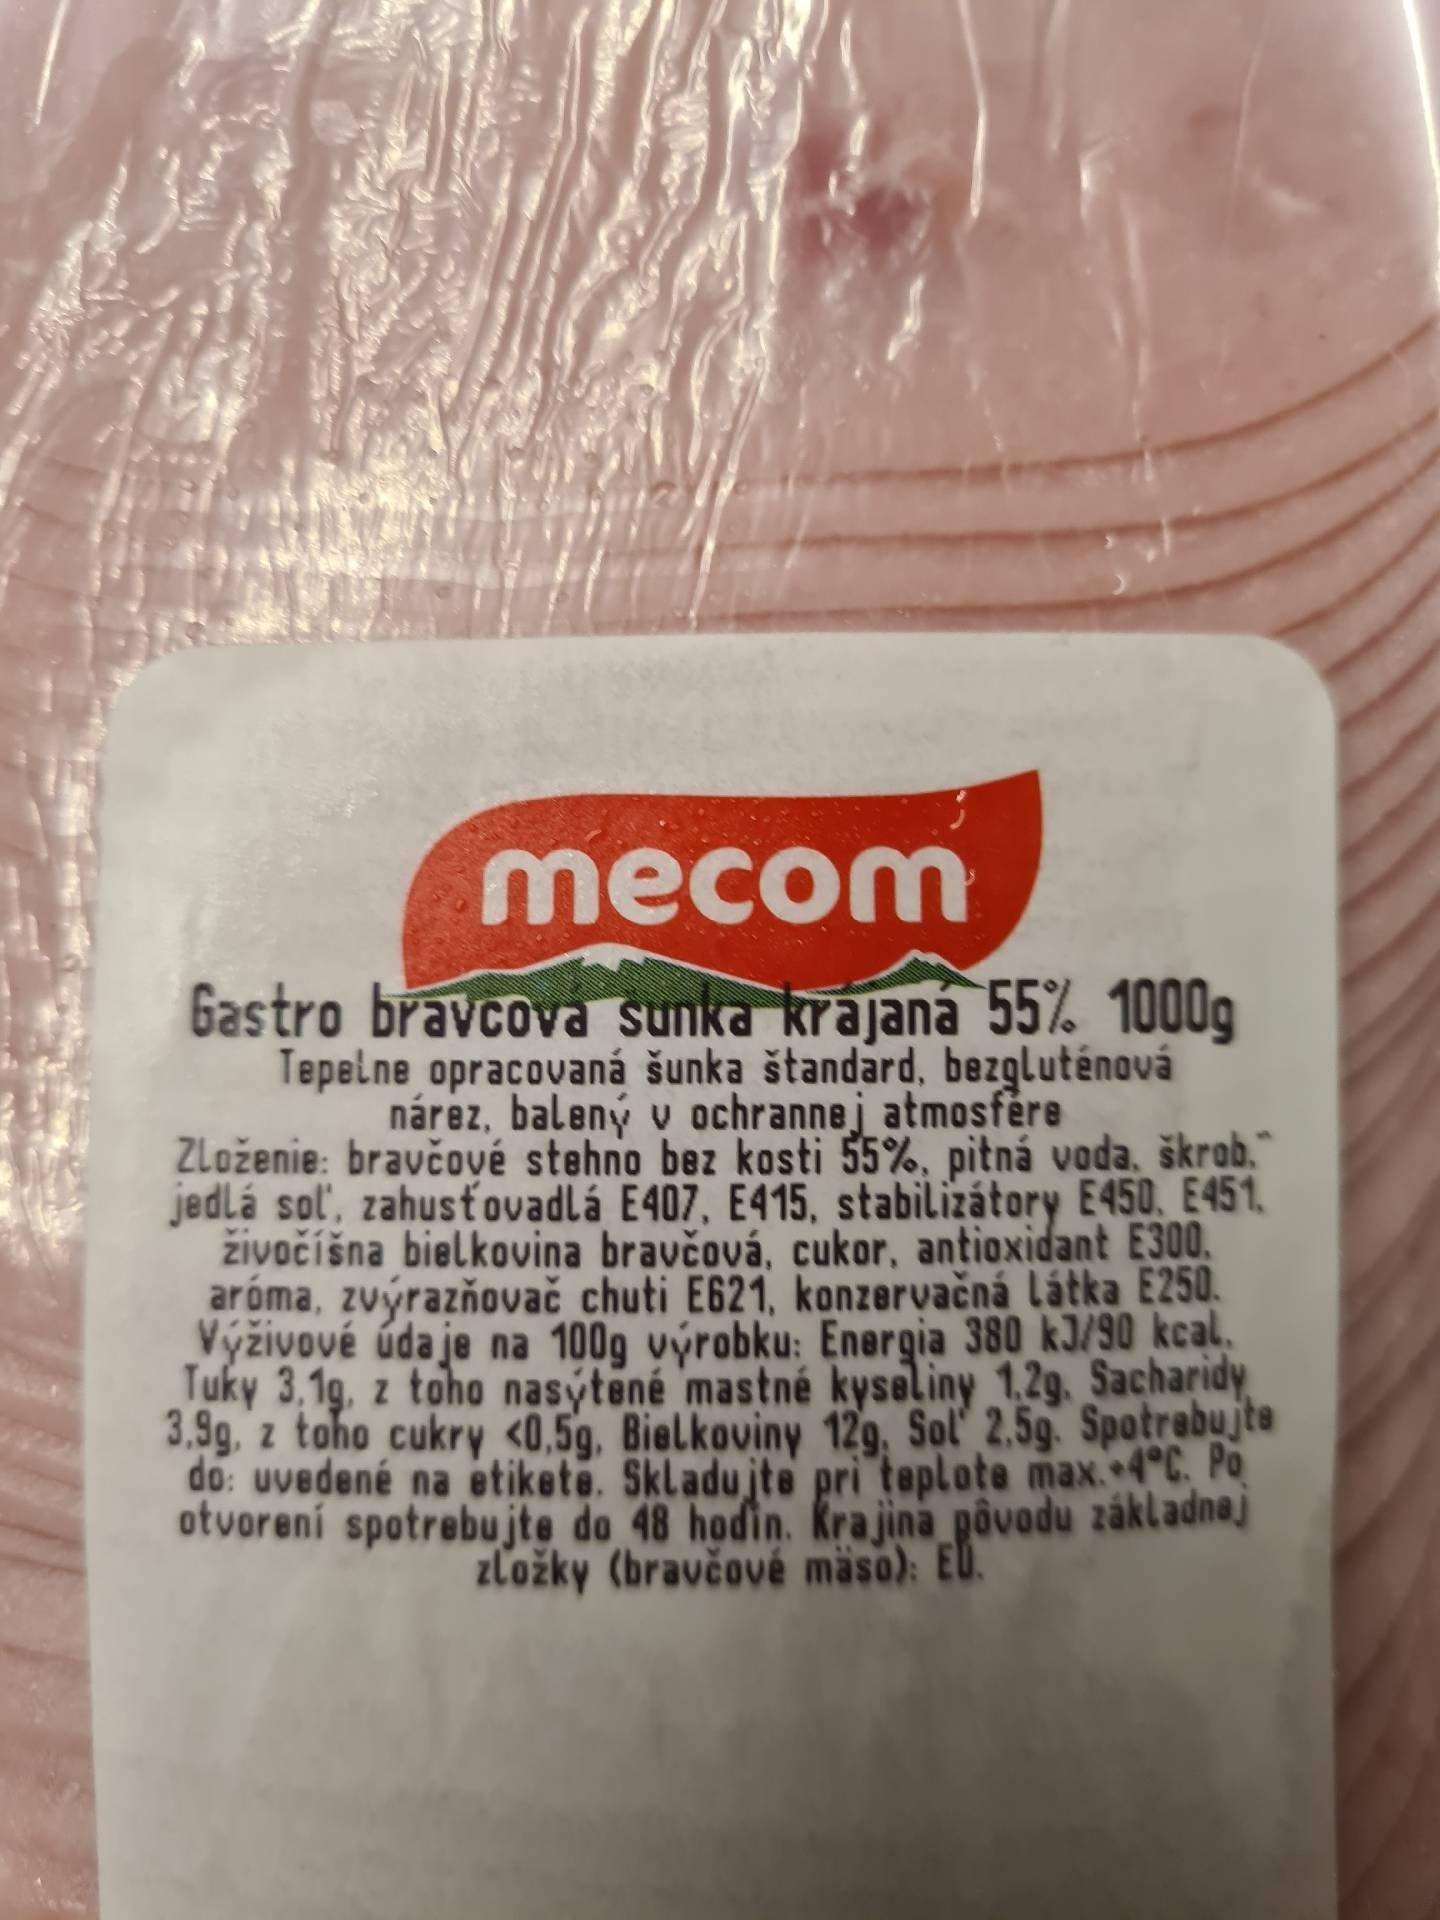 mecom
Gastro bravčová šunka krájaná 55% 1000g
Tepelne opracovaná šunka štandard, bezgluténová
nárez, balený v ochrannej atmosfére
Zloženie: bravčové stehno bez kosti 55%, pitná voda, škrob,
jedlá soľ, zahusťovadlá E407, E415, stabilizátory E450, E451,
živočíšna bielkovina bravčová, cukor, antioxidant E300,
aróma, zvýrazňovač chuti E621, konzervačná látka E250.
Výživové údaje na 100g výrobku: Energia 380 kJ/90 kcal,
Tuky 3,1g, z toho nasýtené mastné kyseliny 1,2g, Sacharidy
3,9g, z toho cukry <0,5g, Bielkoviny 12g, Soľ 2,5g. Spotrebujte
do: uvedené na etikete. Skladujte pri teplote max.+4°C. Po
otvorení spotrebujte do 48 hodín. Krajina pôvodu základnej
zložky (bravčové mäso): EÚ.